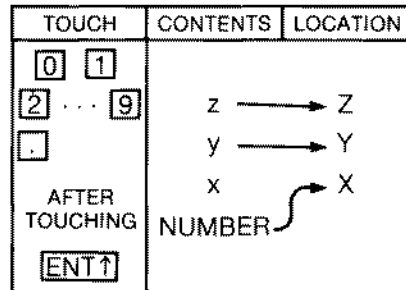 TOUCH CONTENTS LOCATION
0 1
2 ··· 9 z Z
. y Y
x X
AFTER
TOUCHING NUMBER
ENT↑